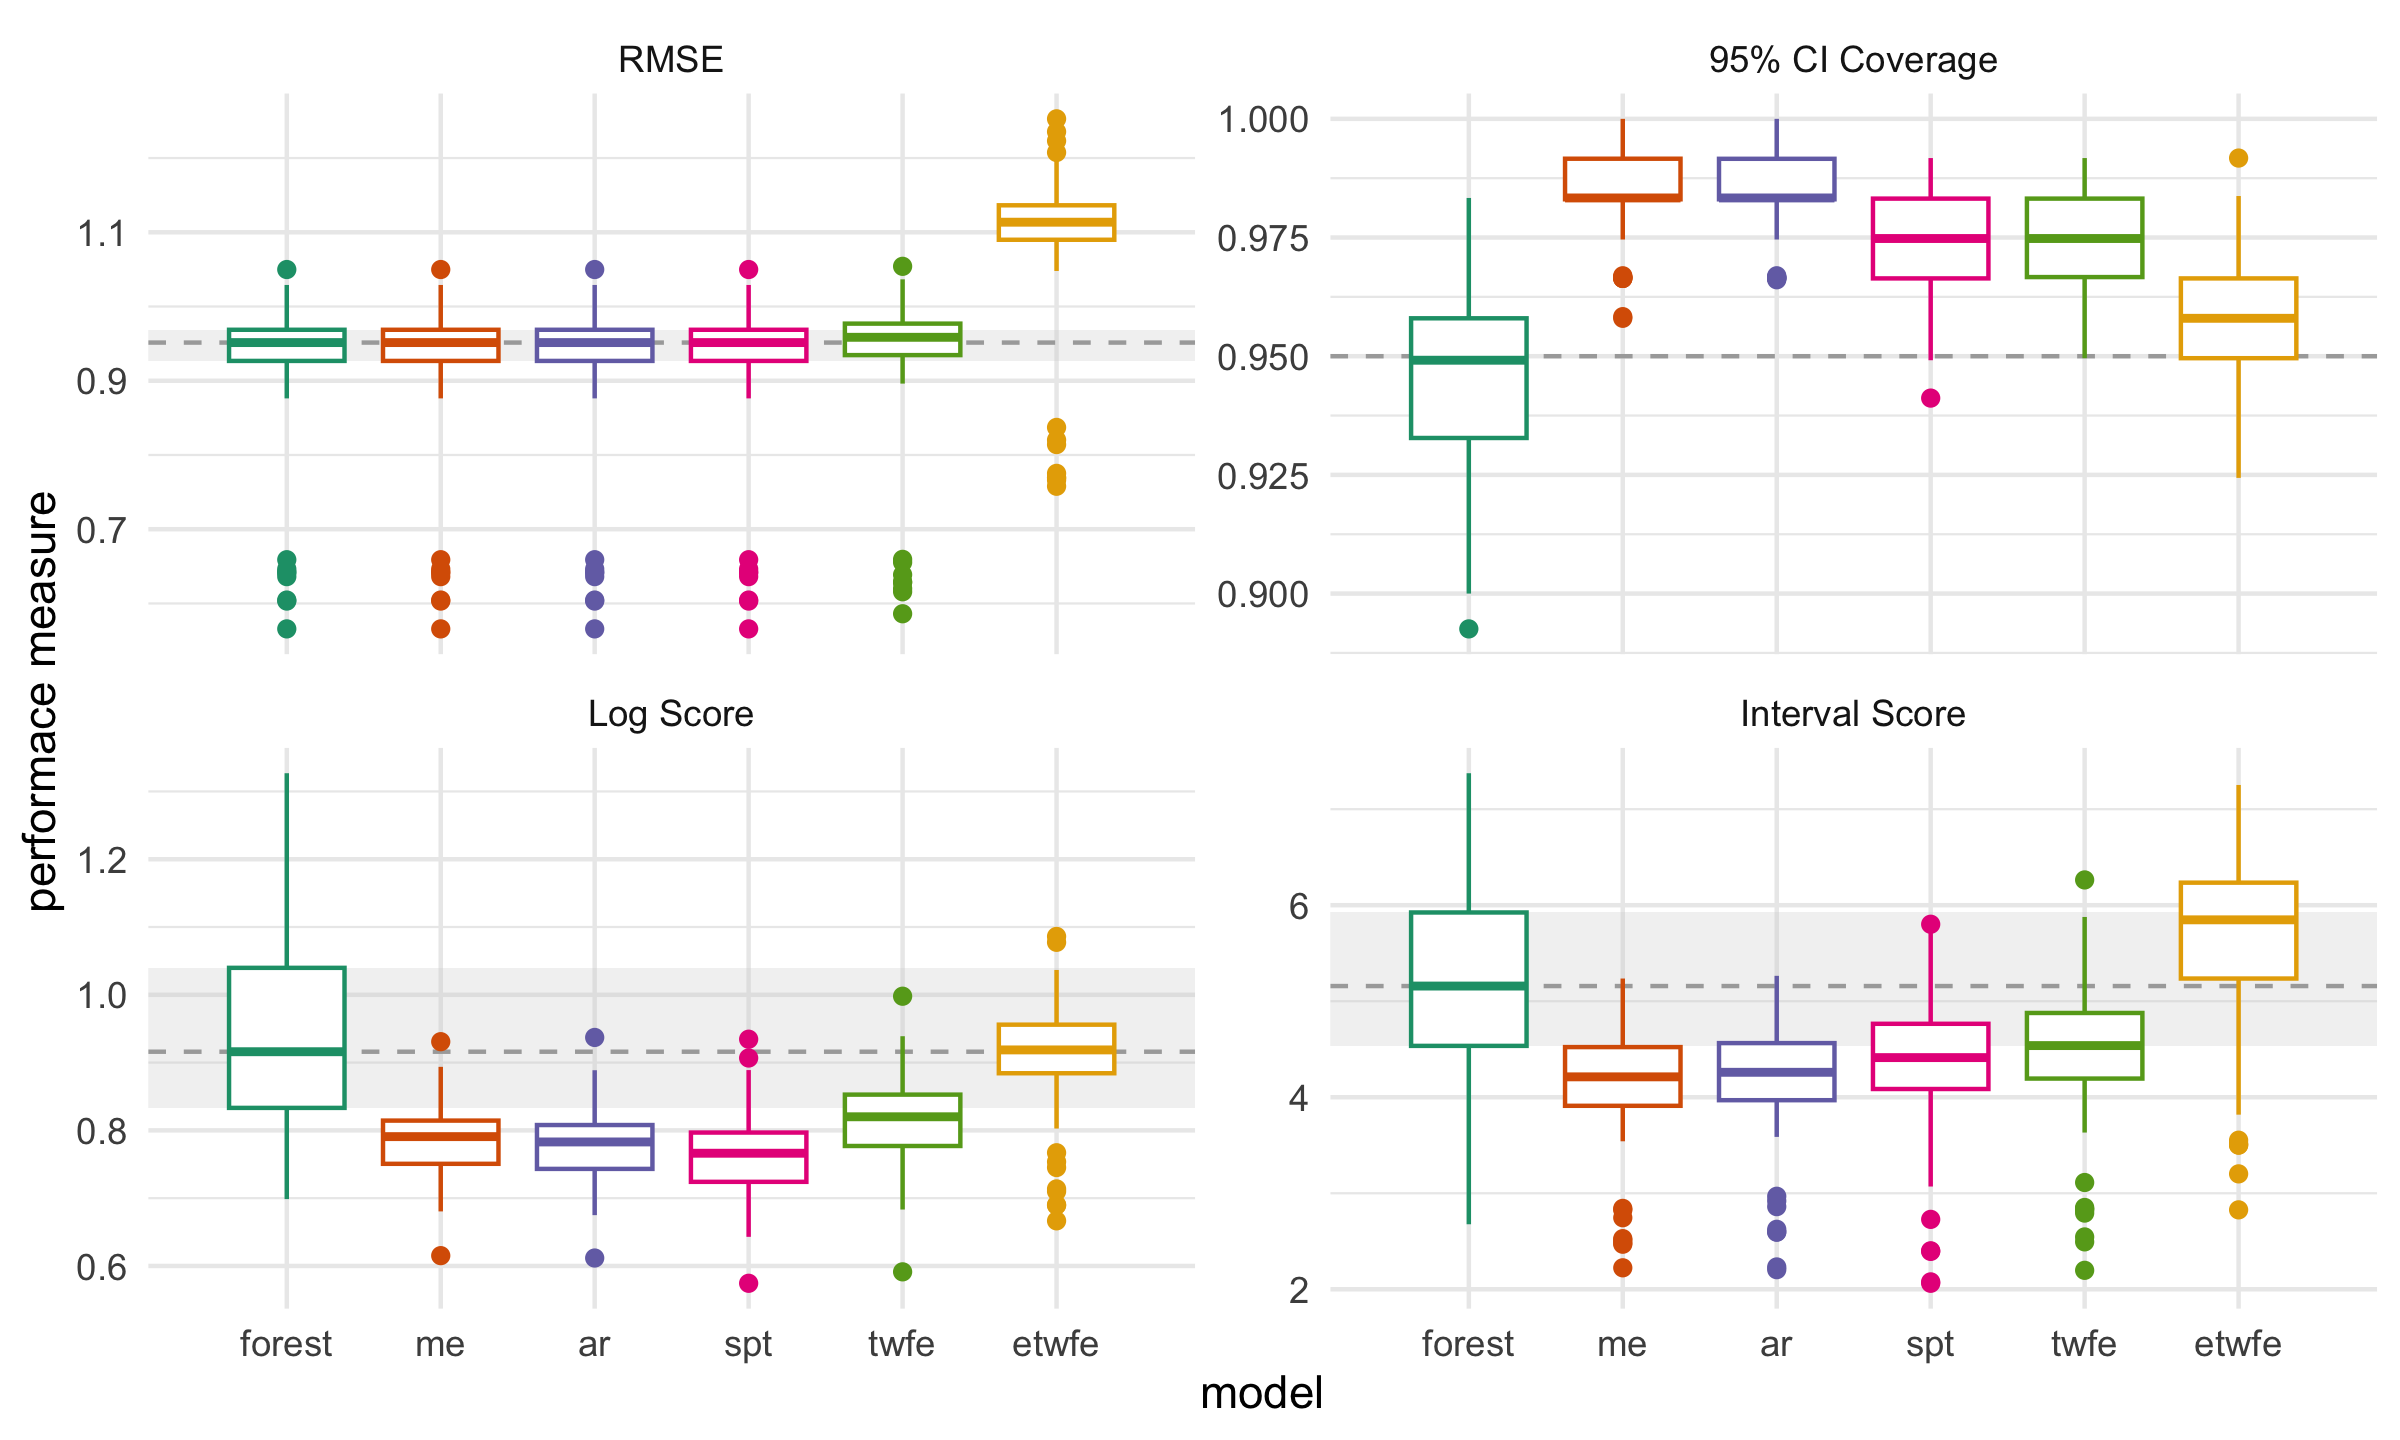 RMSE
95% CI Coverage
1.1
0.9
0.7
1.000
0.975
0.950
0.925
0.900
performace measure
Log Score
Interval Score
1.2
1.0
0.8
0.6
6
4
2
forest me ar spt twfe etwfe
forest me ar spt twfe etwfe
model